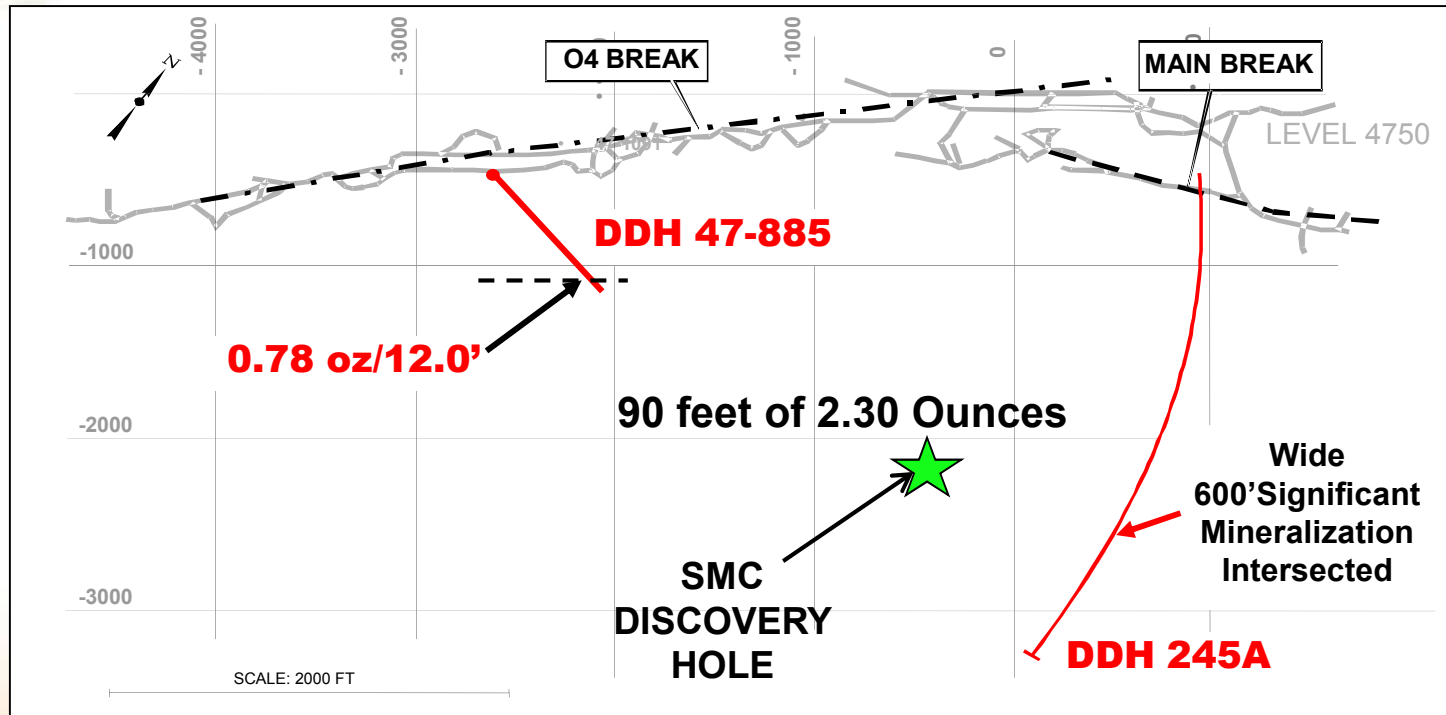 N
- 4000
- 3000
- 1000
0
O4 BREAK
MAIN BREAK
LEVEL 4750
DDH 47-885
-1000
0.78 oz/12.0’
90 feet of 2.30 Ounces
-2000
Wide
600’Significant
Mineralization
Intersected
SMC
DISCOVERY
HOLE
-3000
DDH 245A
SCALE: 2000 FT